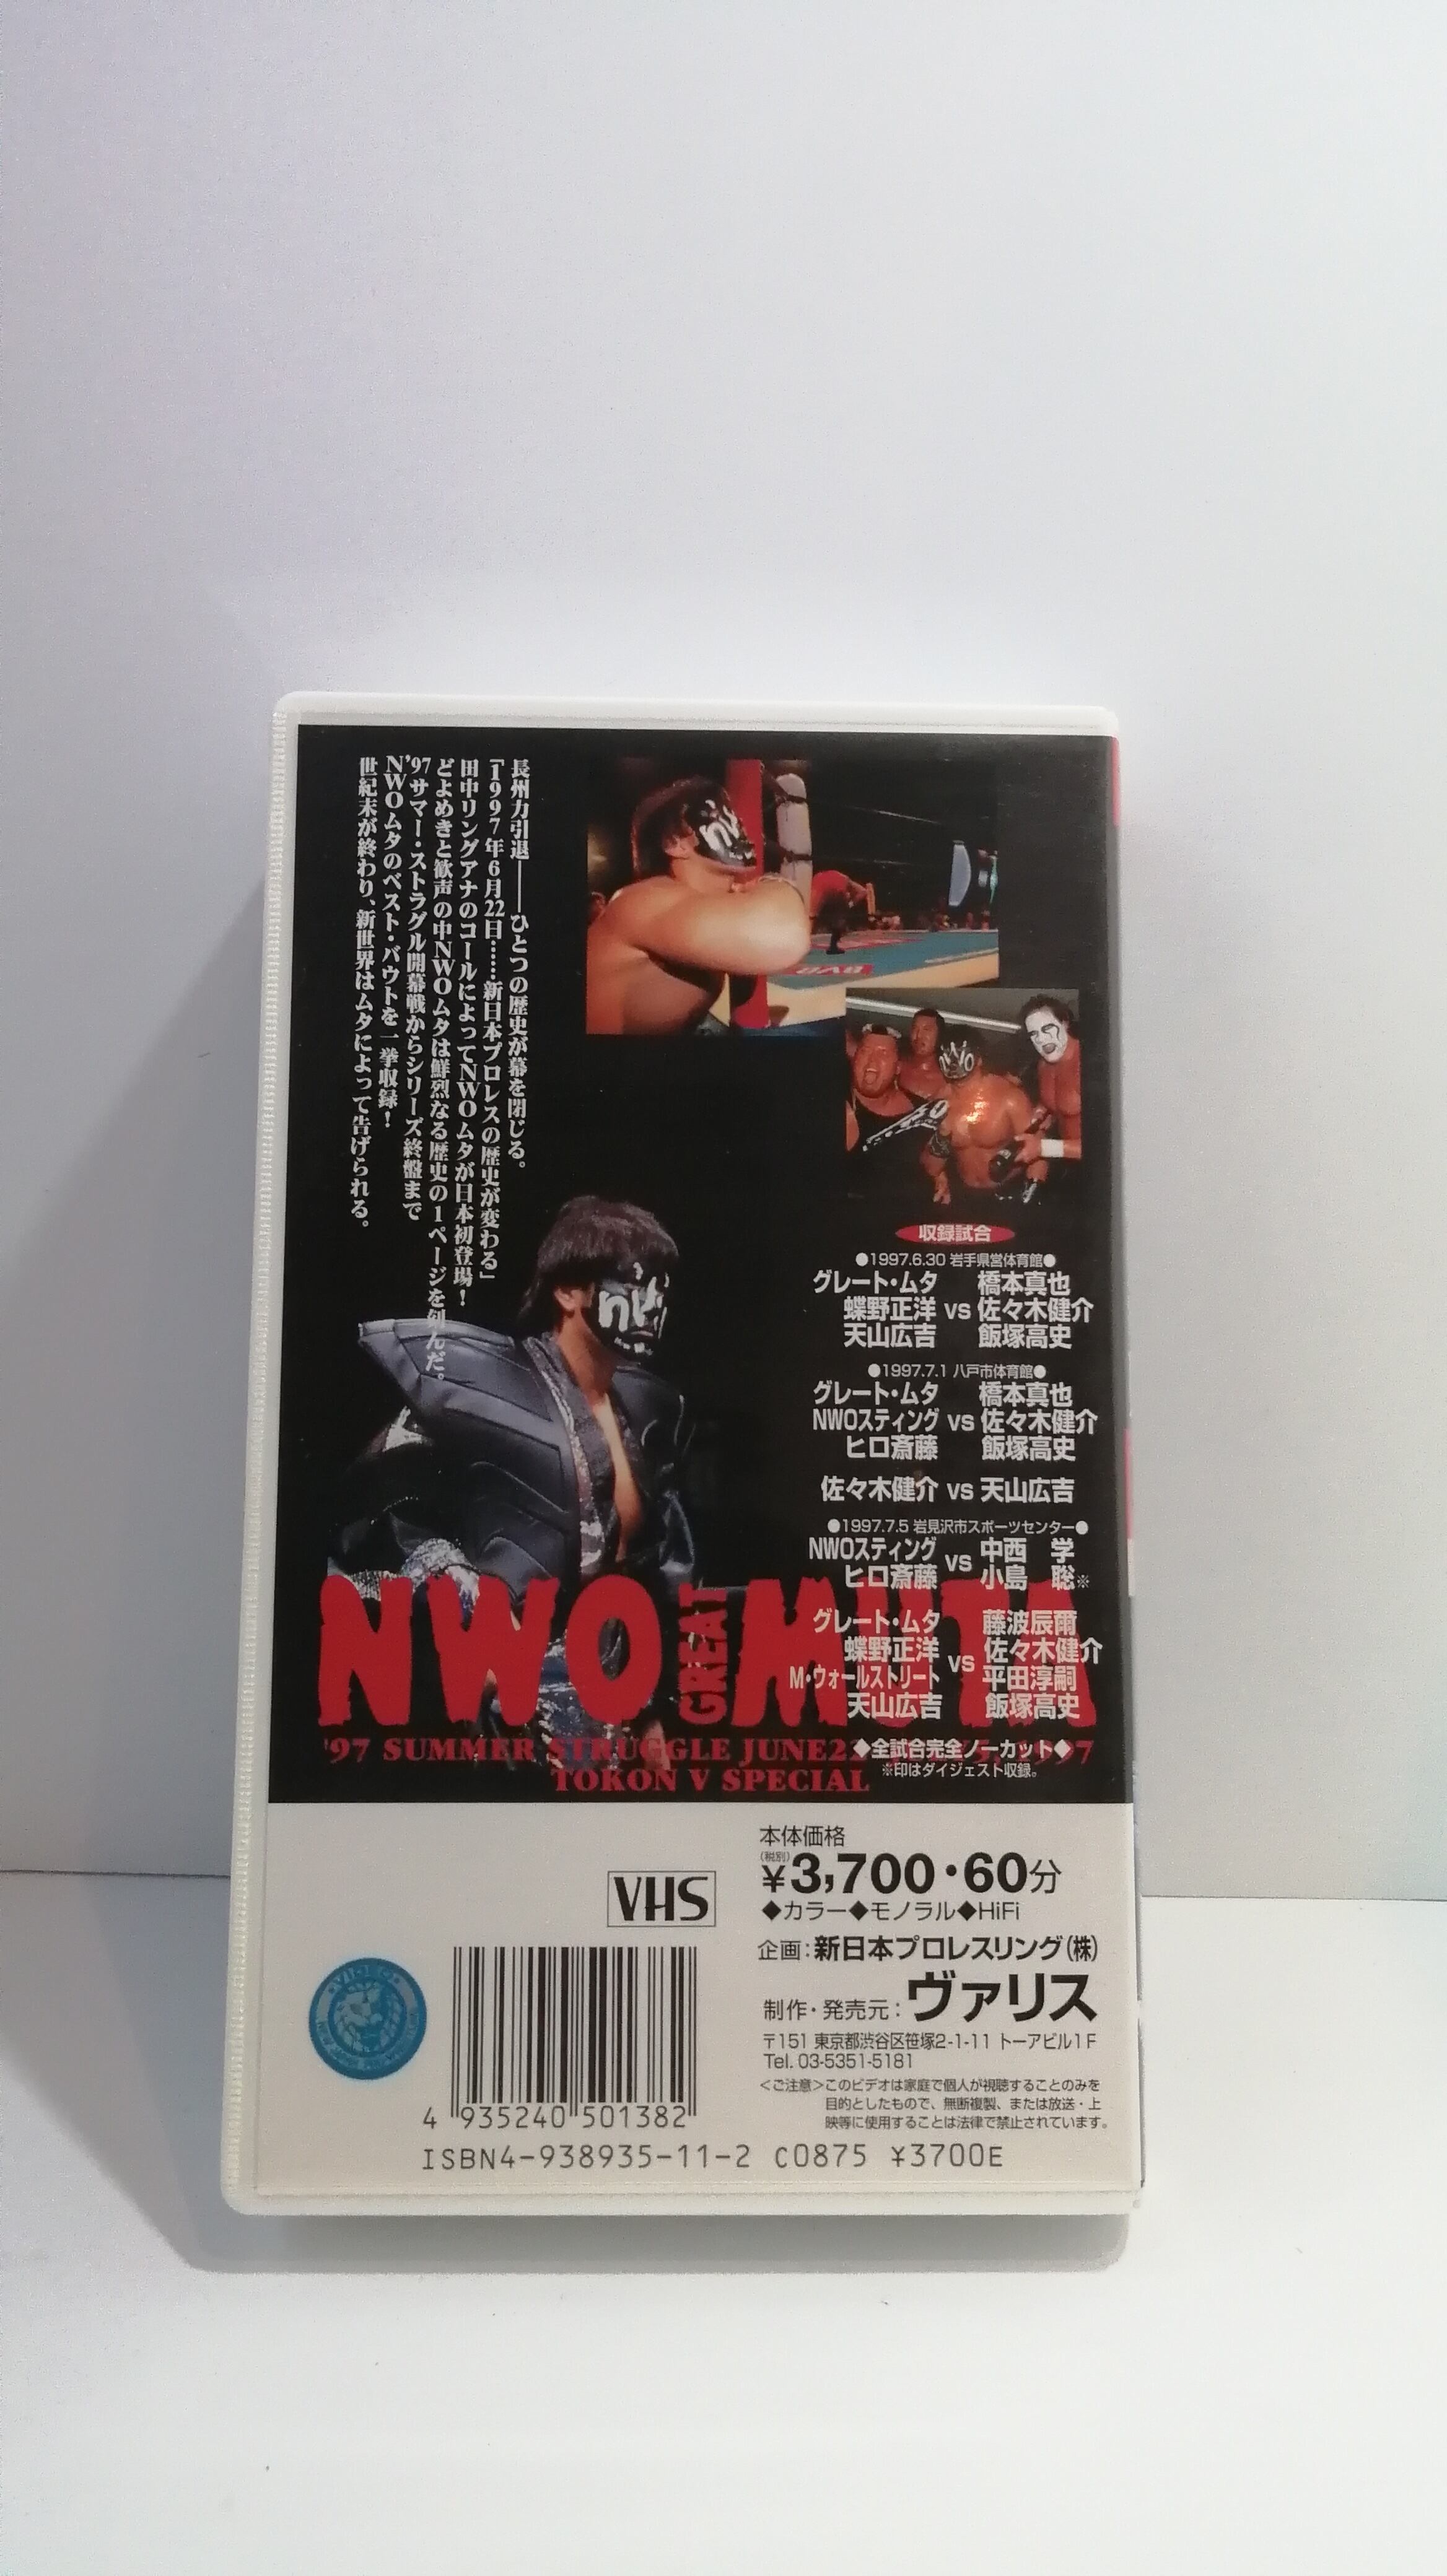 長州力引退――ひとつの歴史が幕を閉じる。
「1997年6月22日……新日本プロレスの歴史が変わる」
田中リングアナのコールによってNWOムタが日本初登場！
どよめきと歓声の中NWOムタは鮮烈なる歴史の1ページを刻んだ。
'97サマー・ストラグル開幕戦からシリーズ終盤まで
NWOムタのベスト・バウトを一挙収録！
世紀末が終わり、新世界はムタによって告げられる。
収録試合
●1997.6.30 岩手県営体育館●
グレート・ムタ 橋本真也
蝶野正洋 vs 佐々木健介
天山広吉 飯塚高史
●1997.7.1 八戸市体育館●
グレート・ムタ 橋本真也
NWOスティング vs 佐々木健介
ヒロ斎藤 飯塚高史
佐々木健介 vs 天山広吉
●1997.7.5 岩見沢市スポーツセンター●
NWOスティング vs 中西 学
ヒロ斎藤 小島 聡※
グレート・ムタ 藤波辰爾
蝶野正洋 vs 佐々木健介
M・ウォールストリート 平田淳嗣
天山広吉 飯塚高史
◆全試合完全ノーカット◆
※印はダイジェスト収録。
NWO GREAT MUTA
'97 SUMMER STRUGGLE JUNE22
TOKON V SPECIAL
本体価格
(税別)
¥3,700・60分
◆カラー◆モノラル◆HiFi
VHS
企画：新日本プロレスリング(株)
制作・発売元：ヴァリス
〒151 東京都渋谷区笹塚2-1-11 トーアビル1F
Tel. 03-5351-5181
<ご注意>このビデオは家庭で個人が視聴することのみを
目的としたもので、無断複製、または放送・上
映等に使用することは法律で禁止されています。
VIDEO
4 935240 501382
ISBN4-938935-11-2 C0875 ¥3700E